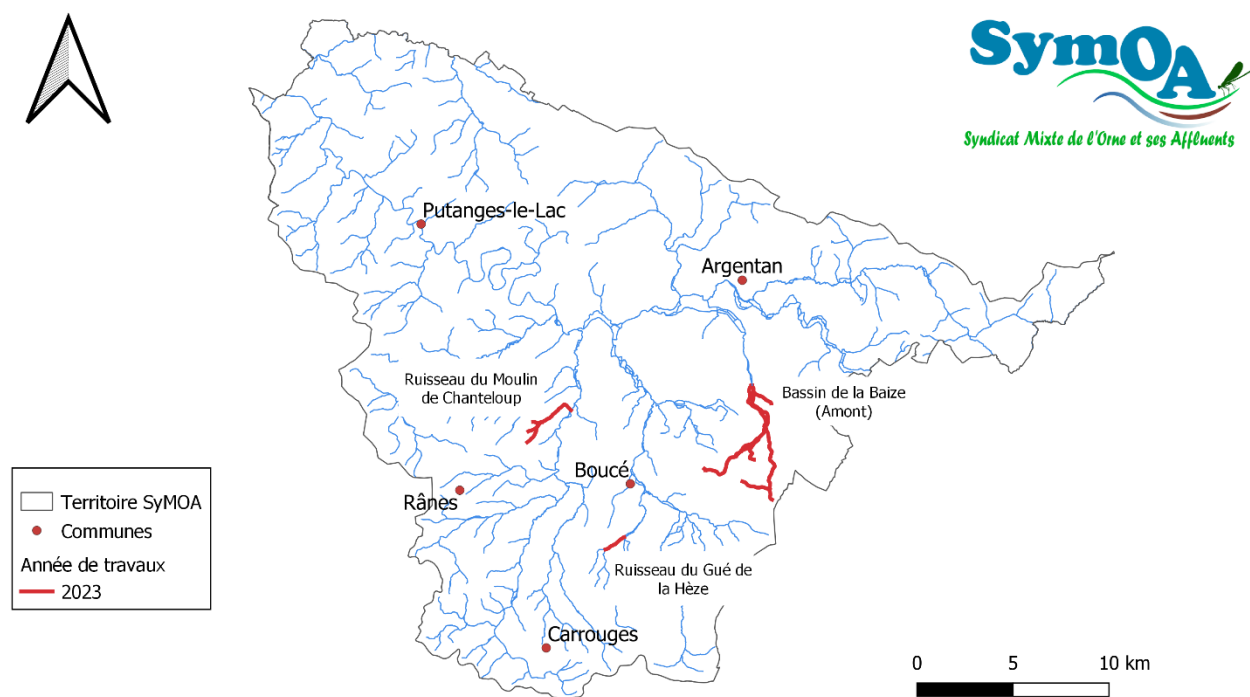 SymOA
Syndicat Mixte de l'Orne et ses Affluents
Putanges-le-Lac
Argentan
Ruisseau du Moulin
de Chanteloup
Bassin de la Baize
(Amont)
Boucé
Rânes
Ruisseau du Gué de
la Hèze
Carrouges
Territoire SyMOA
Communes
Année de travaux
2023
0 5 10 km